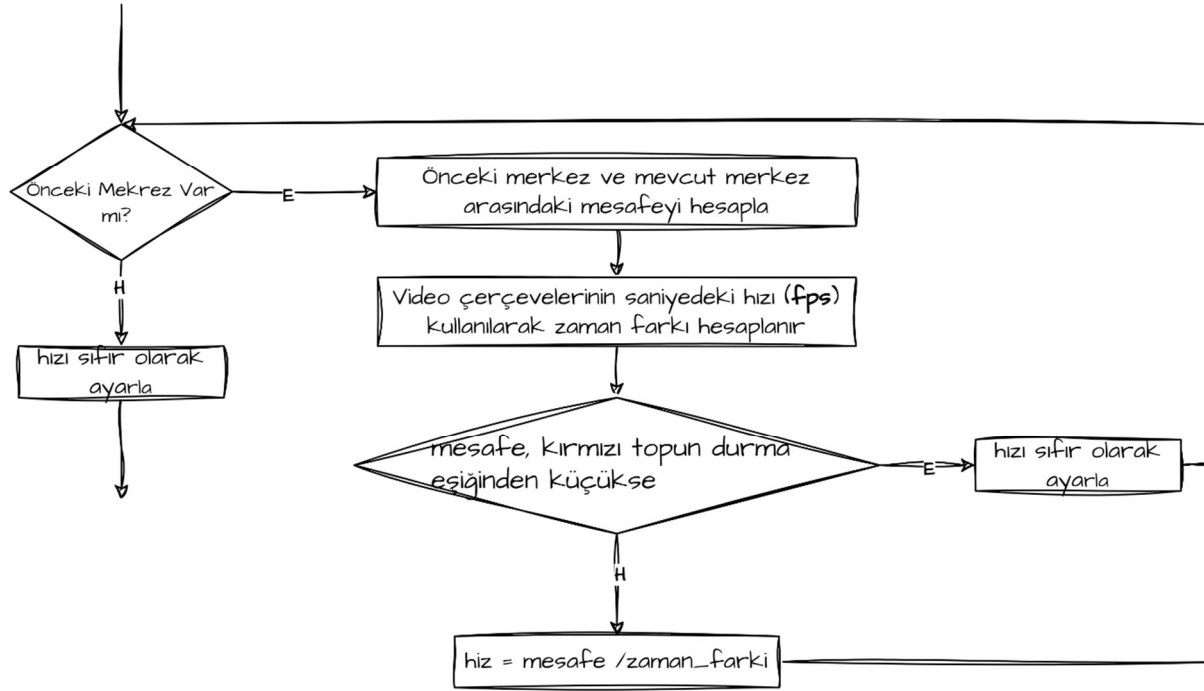 Önceki Mekrez Var
mı?
E
Önceki merkez ve mevcut merkez
arasındaki mesafeyi hesapla
H
Video çerçevelerinin saniyedeki hızı (fps)
kullanılarak zaman farkı hesaplanır
hızı sıfır olarak
ayarla
mesafe, kırmızı topun durma
eşiğinden küçükse
E
hızı sıfır olarak
ayarla
H
hiz = mesafe /zaman_farki